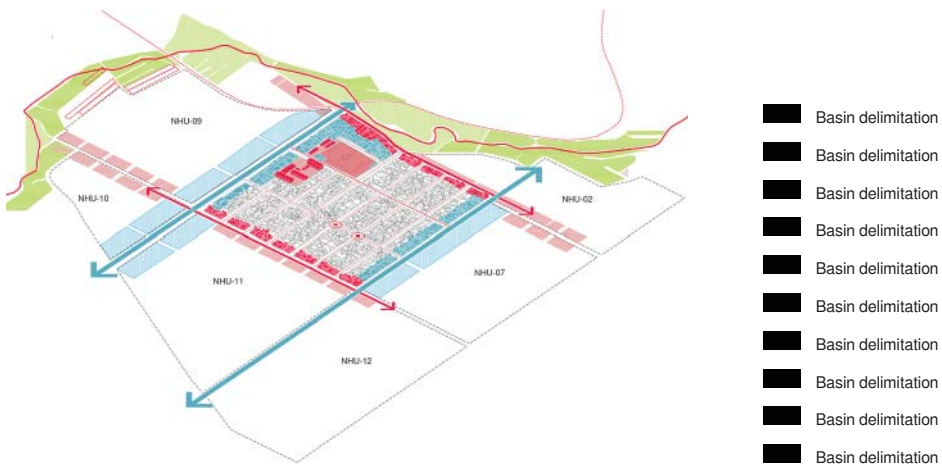 NHU-09
NHU-10
NHU-02
NHU-11
NHU-07
NHU-12
Basin delimitation
Basin delimitation
Basin delimitation
Basin delimitation
Basin delimitation
Basin delimitation
Basin delimitation
Basin delimitation
Basin delimitation
Basin delimitation